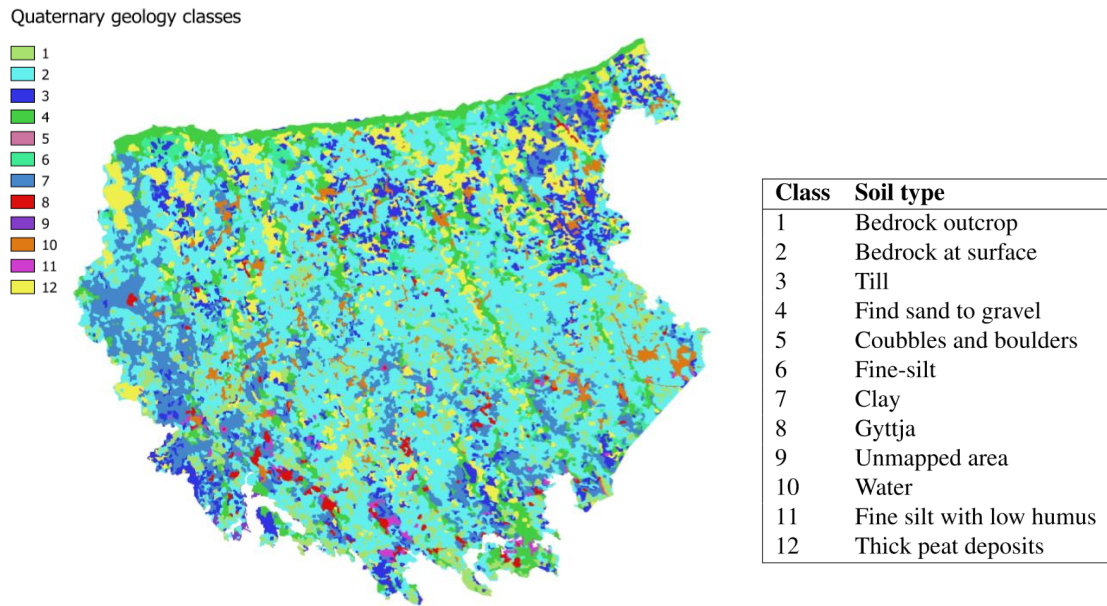 Quaternary geology classes
1
2
3
4
5
6
7
8
9
10
11
12
Class Soil type
1 Bedrock outcrop
2 Bedrock at surface
3 Till
4 Find sand to gravel
5 Coubbles and boulders
6 Fine-silt
7 Clay
8 Gyttja
9 Unmapped area
10 Water
11 Fine silt with low humus
12 Thick peat deposits